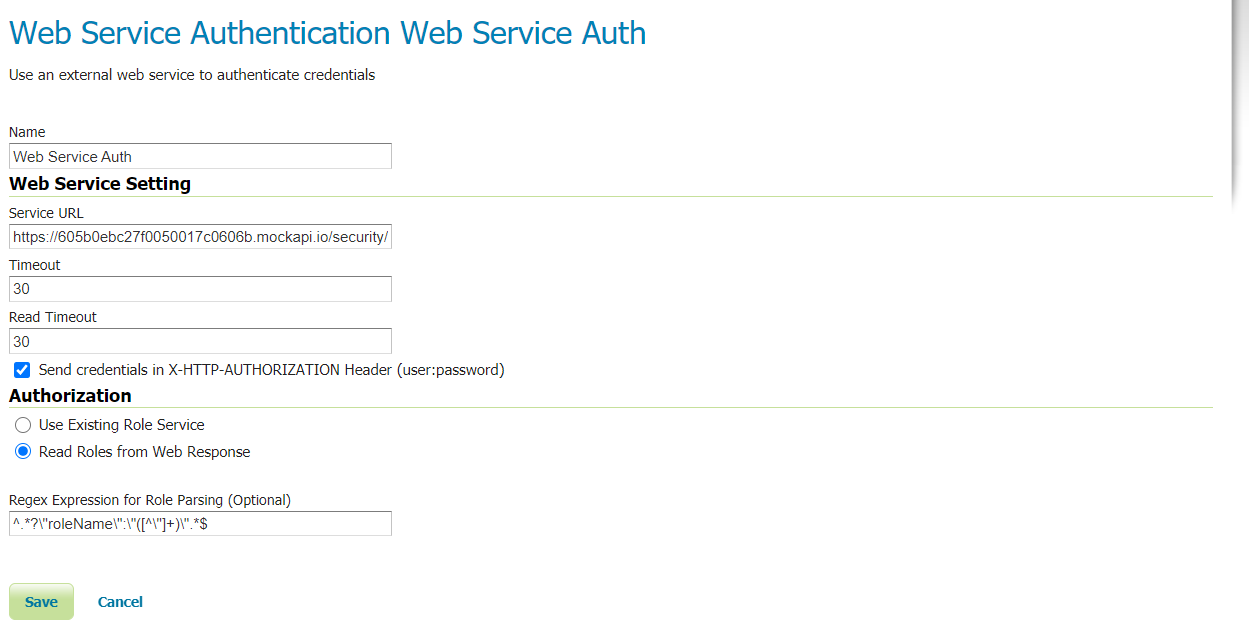 Web Service Authentication Web Service Auth
Use an external web service to authenticate credentials
Name
Web Service Auth
Web Service Setting
Service URL
https://605b0ebc27f0050017c0606b.mockapi.io/security/
Timeout
30
Read Timeout
30
Send credentials in X-HTTP-AUTHORIZATION Header (user:password)
Authorization
Use Existing Role Service
Read Roles from Web Response
Regex Expression for Role Parsing (Optional)
^.*?\"roleName\":\"([^\"]+)\".*$
Save Cancel